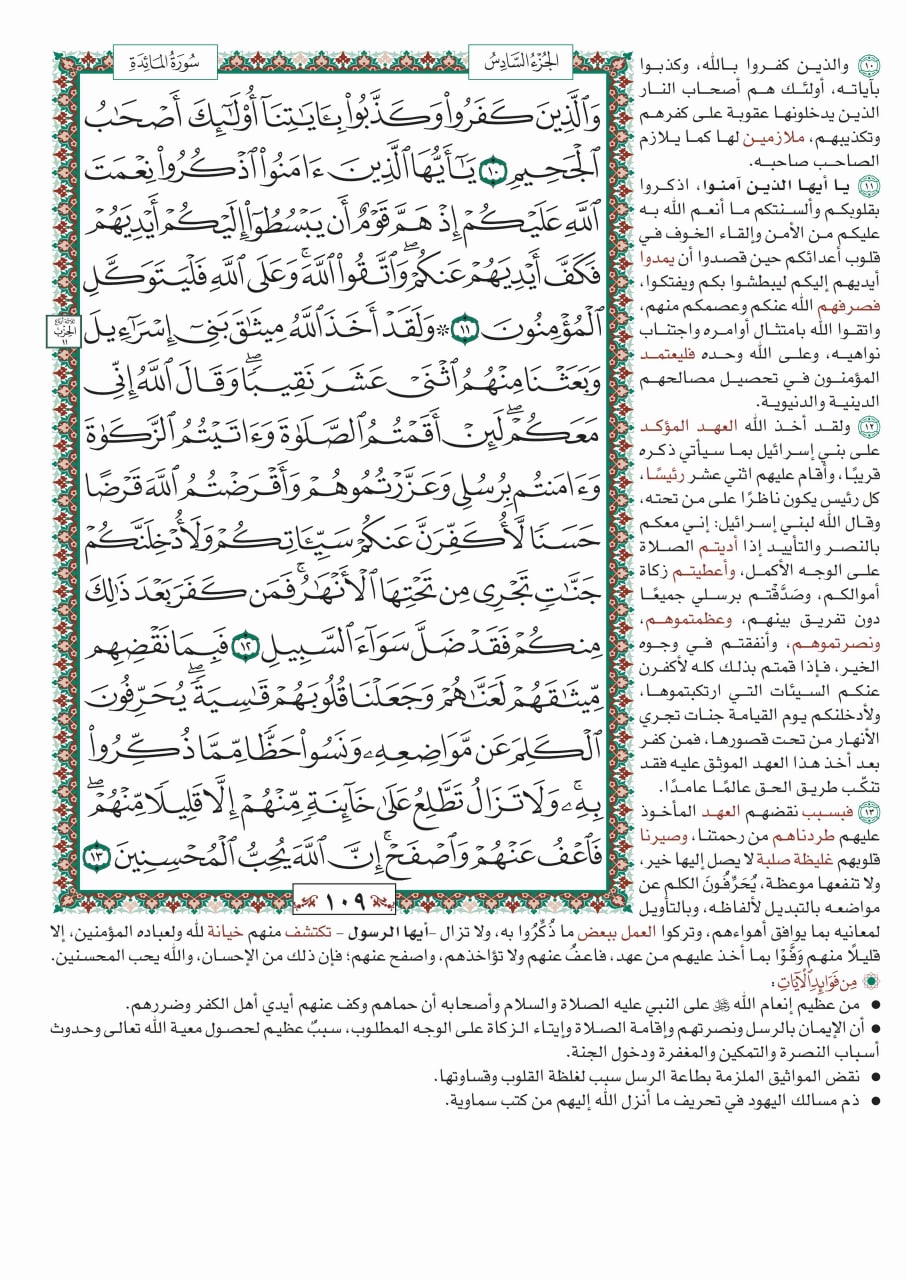 سُورَةُ المَائِدَةِ
الجُزْءُ السَّادِسُ
وَٱلَّذِينَ كَفَرُواْ وَكَذَّبُواْ بِـَٔايَٰتِنَآ أُوْلَٰٓئِكَ أَصْحَٰبُ
ٱلْجَحِيمِ ١٠ يَٰٓأَيُّهَا ٱلَّذِينَ ءَامَنُواْ ٱذْكُرُواْ نِعْمَتَ
ٱللَّهِ عَلَيْكُمْ إِذْ هَمَّ قَوْمٌ أَن يَبْسُطُوٓاْ إِلَيْكُمْ أَيْدِيَهُمْ
فَكَفَّ أَيْدِيَهُمْ عَنكُمْۖ وَٱتَّقُواْ ٱللَّهَۚ وَعَلَى ٱللَّهِ فَلْيَتَوَكَّلِ
ٱلْمُؤْمِنُونَ ١١ ۞ وَلَقَدْ أَخَذَ ٱللَّهُ مِيثَٰقَ بَنِيٓ إِسْرَٰٓءِيلَ
وَبَعَثْنَا مِنْهُمُ ٱثْنَيْ عَشَرَ نَقِيبٗاۖ وَقَالَ ٱللَّهُ إِنِّي
مَعَكُمْۖ لَئِنْ أَقَمْتُمُ ٱلصَّلَوٰةَ وَءَاتَيْتُمُ ٱلزَّكَوٰةَ
وَءَامَنتُم بِرُسُلِي وَعَزَّرْتُمُوهُمْ وَأَقْرَضْتُمُ ٱللَّهَ قَرْضًا
حَسَنٗا لَّأُكَفِّرَنَّ عَنكُمْ سَيِّـَٔاتِكُمْ وَلَأُدْخِلَنَّكُمْ
جَنَّٰتٖ تَجْرِي مِن تَحْتِهَا ٱلْأَنْهَٰرُۚ فَمَن كَفَرَ بَعْدَ ذَٰلِكَ
مِنكُمْ فَقَدْ ضَلَّ سَوَآءَ ٱلسَّبِيلِ ١٢ فَبِمَا نَقْضِهِم
مِّيثَٰقَهُمْ لَعَنَّٰهُمْ وَجَعَلْنَا قُلُوبَهُمْ قَٰسِيَةٗۖ يُحَرِّفُونَ
ٱلْكَلِمَ عَن مَّوَاضِعِهِۦ وَنَسُواْ حَظّٗا مِّمَّا ذُكِّرُواْ
بِهِۦۚ وَلَا تَزَالُ تَطَّلِعُ عَلَىٰ خَآئِنَةٖ مِّنْهُمْ إِلَّا قَلِيلٗا مِّنْهُمْۖ
فَٱعْفُ عَنْهُمْ وَٱصْفَحْۚ إِنَّ ٱللَّهَ يُحِبُّ ٱلْمُحْسِنِينَ ١٣
١٠٩
١٠ والذين كفروا بالله، وكذبوا
بآياته، أولئك هم أصحاب النار
الذين يدخلونها عقوبة على كفرهم
وتكذيبهم، ملازمين لها كما يلازم
الصاحب صاحبه.
١١ يا أيها الذين آمنوا، اذكروا
بقلوبكم وألسنتكم ما أنعم الله به
عليكم من الأمن وإلقاء الخوف في
قلوب أعدائكم حين قصدوا أن يمدوا
أيديهم إليكم ليبطشوا بكم ويفتكوا،
فصرفهم الله عنكم وعصمكم منهم،
واتقوا الله بامتثال أوامره واجتناب
نواهيه، وعلى الله وحده فليعتمد
المؤمنون في تحصيل مصالحهم
الدينية والدنيوية.
١٢ ولقد أخذ الله العهد المؤكد
على بني إسرائيل بما سيأتي ذكره
قريبًا، وأقام عليهم اثني عشر رئيسًا،
كل رئيس يكون ناظرًا على من تحته،
وقال الله لبني إسرائيل: إني معكم
بالنصر والتأييد إذا أديتم الصلاة
على الوجه الأكمل، وأعطيتم زكاة
أموالكم، وصَدَّقْتم برسلي جميعًا
دون تفريق بينهم، وعظمتموهم،
ونصرتموهم، وأنفقتم في وجوه
الخير، فإذا قمتم بذلك كله لأكفرن
عنكم السيئات التي ارتكبتموها،
ولأدخلنكم يوم القيامة جنات تجري
الأنهار من تحت قصورها، فمن كفر
بعد أخذ هذا العهد الموثق عليه فقد
تنكّب طريق الحق عالمًا عامدًا.
١٣ فبسبب نقضهم العهد المأخوذ
عليهم طردناهم من رحمتنا، وصيرنا
قلوبهم غليظة صلبة لا يصل إليها خير،
ولا تنفعها موعظة، يُحَرِّفُونَ الكلم عن
مواضعه بالتبديل لألفاظه، وبالتأويل
لمعانيه بما يوافق أهواءهم، وتركوا العمل ببعض ما ذُكِّرُوا به، ولا تزال -أيها الرسول - تكتشف منهم خيانة لله ولعباده المؤمنين، إلا
قليلًا منهم وَفَّوْا بما أخذ عليهم من عهد، فاعفُ عنهم ولا تؤاخذهم، واصفح عنهم؛ فإن ذلك من الإحسان، والله يحب المحسنين.
مِن فَوَائِدِ الآيَاتِ:
● من عظيم إنعام الله ﷻ على النبي عليه الصلاة والسلام وأصحابه أن حماهم وكف عنهم أيدي أهل الكفر وضررهم.
● أن الإيمان بالرسل ونصرتهم وإقامة الصلاة وإيتاء الزكاة على الوجه المطلوب، سببٌ عظيم لحصول معية الله تعالى وحدوث
أسباب النصرة والتمكين والمغفرة ودخول الجنة.
● نقض المواثيق الملزمة بطاعة الرسل سبب لغلظة القلوب وقساوتها.
● ذم مسالك اليهود في تحريف ما أنزل الله إليهم من كتب سماوية.